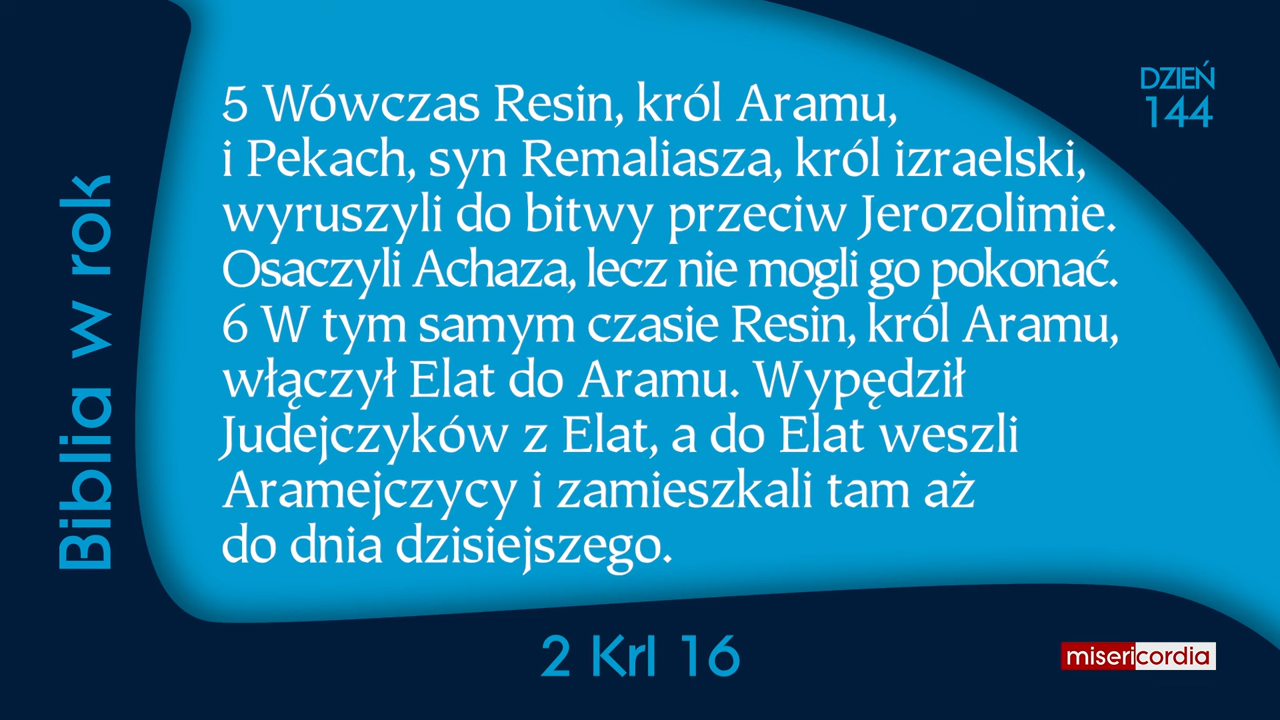 DZIEŃ
144
5 Wówczas Resin, król Aramu,
i Pekach, syn Remaliasza, król izraelski,
wyruszyli do bitwy przeciw Jerozolimie.
Osaczyli Achaza, lecz nie mogli go pokonać.
6 W tym samym czasie Resin, król Aramu,
włączył Elat do Aramu. Wypędził
Judejczyków z Elat, a do Elat weszli
Aramejczycy i zamieszkali tam aż
do dnia dzisiejszego.
Biblia w rok
2 Krl 16
misericordia